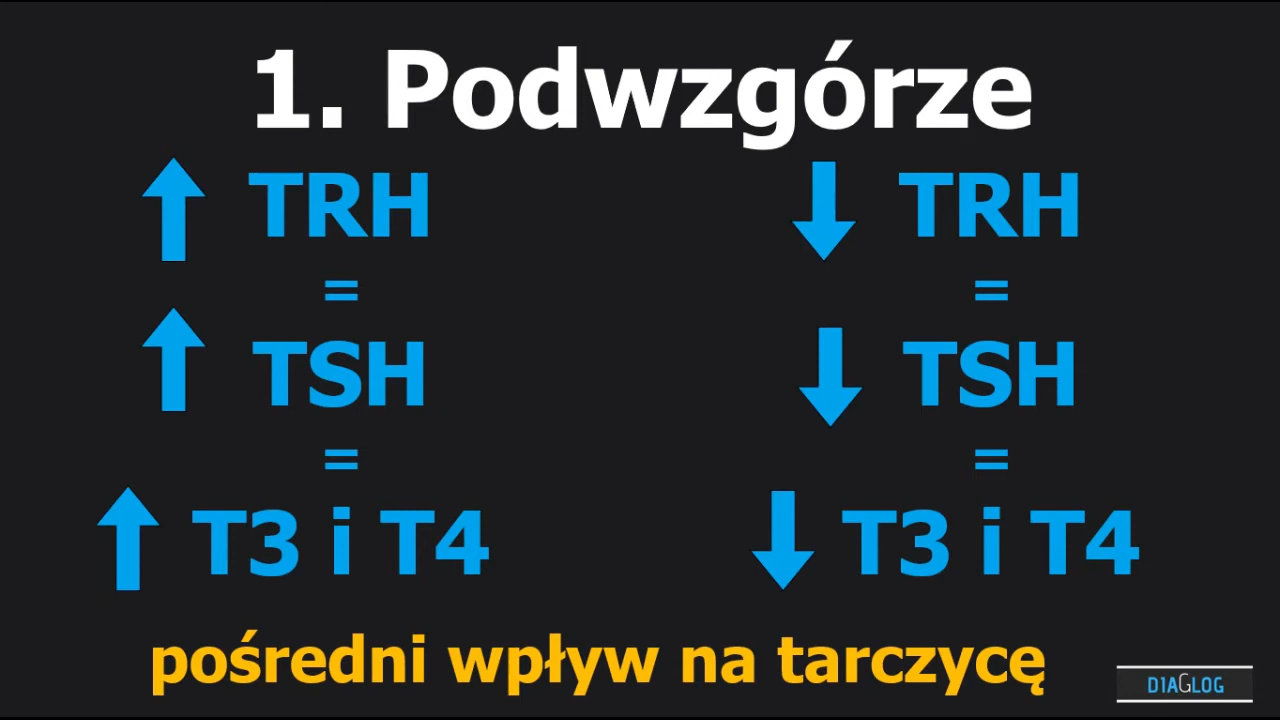 1. Podwzgórze
↑ TRH
=
↑ TSH
=
↑ T3 i T4
↓ TRH
=
↓ TSH
=
↓ T3 i T4
pośredni wpływ na tarczycę
DIAGLOG